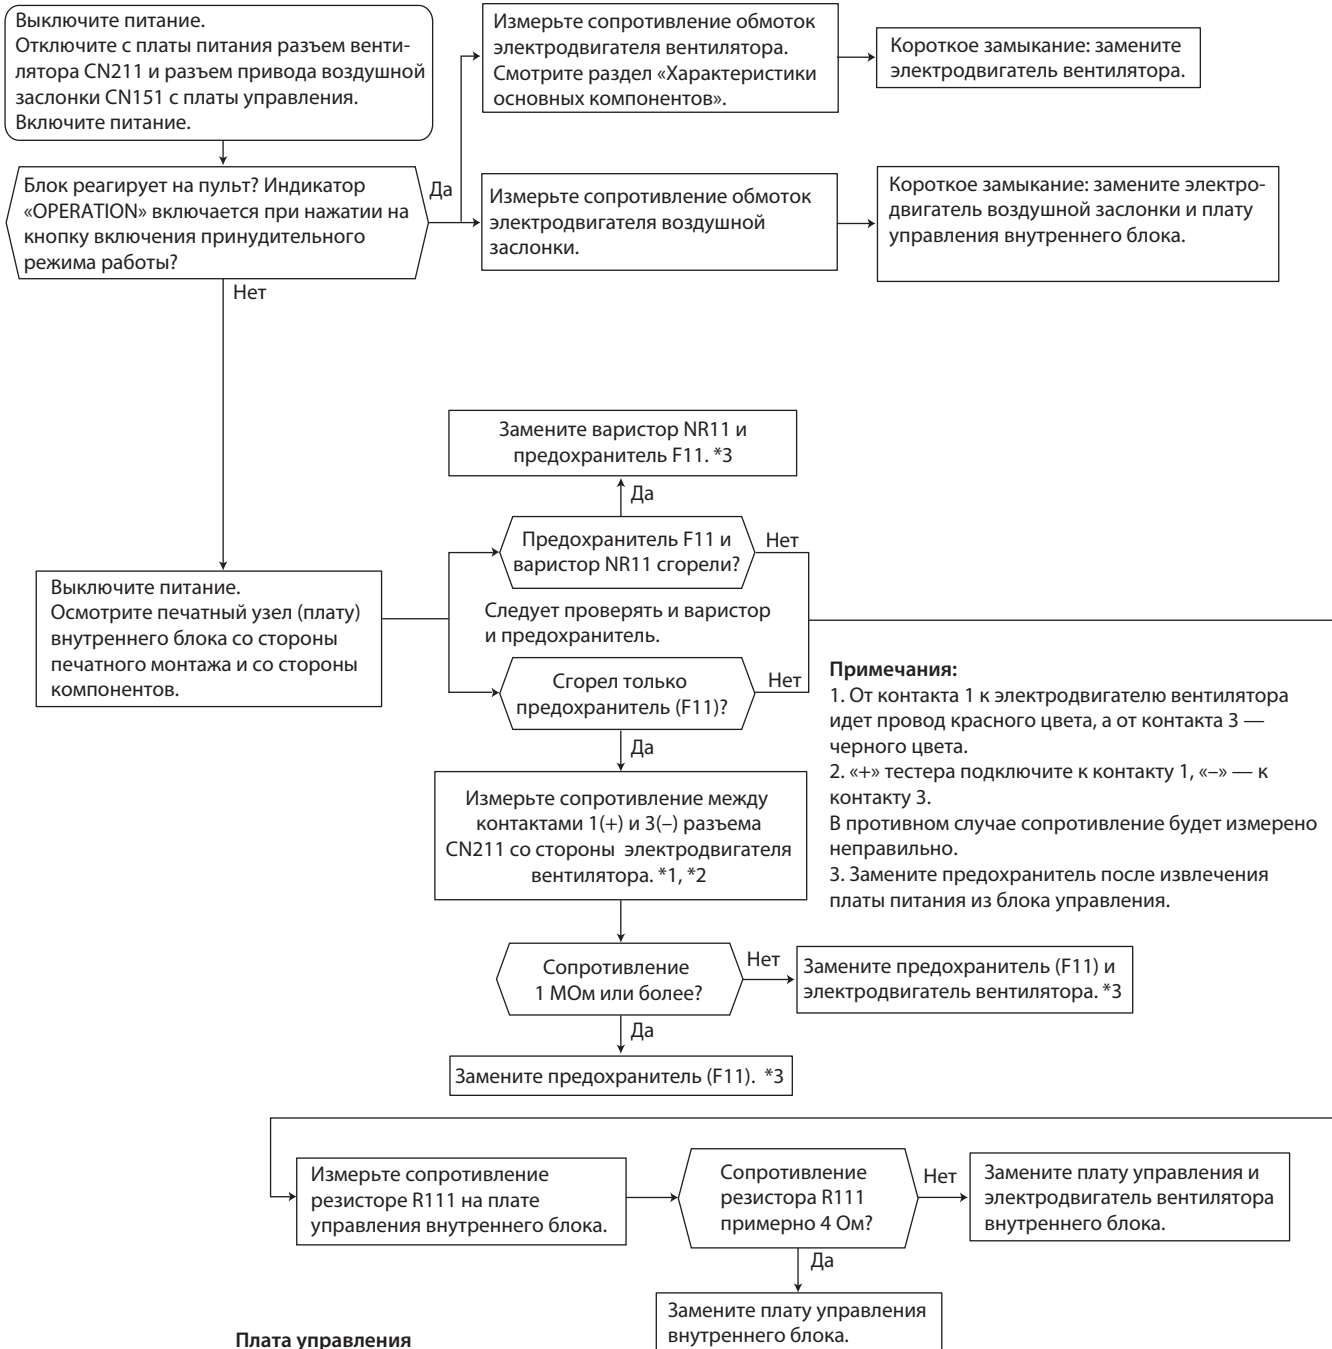 Выключите питание.
Отключите с платы питания разъем венти-
лятора CN211 и разъем привода воздушной
заслонки CN151 с платы управления.
Включите питание.
Измерьте сопротивление обмоток
электродвигателя вентилятора.
Смотрите раздел «Характеристики
основных компонентов».
Короткое замыкание: замените
электродвигатель вентилятора.
Блок реагирует на пульт? Индикатор
«OPERATION» включается при нажатии на
кнопку включения принудительного
режима работы?
Да
Измерьте сопротивление обмоток
электродвигателя воздушной
заслонки.
Короткое замыкание: замените электро-
двигатель воздушной заслонки и плату
управления внутреннего блока.
Нет
Замените варистор NR11 и
предохранитель F11. *3
Да
Предохранитель F11 и
варистор NR11 сгорели?
Нет
Выключите питание.
Осмотрите печатный узел (плату)
внутреннего блока со стороны
печатного монтажа и со стороны
компонентов.
Следует проверять и варистор
и предохранитель.
Сгорел только
предохранитель (F11)?
Нет
Да
Примечания:
1. От контакта 1 к электродвигателю вентилятора
идет провод красного цвета, а от контакта 3 —
черного цвета.
2. «+» тестера подключите к контакту 1, «–» — к
контакту 3.
В противном случае сопротивление будет измерено
неправильно.
3. Замените предохранитель после извлечения
платы питания из блока управления.
Измерьте сопротивление между
контактами 1(+) и 3(–) разъема
CN211 со стороны электродвигателя
вентилятора. *1, *2
Сопротивление
1 МОм или более?
Нет
Замените предохранитель (F11) и
электродвигатель вентилятора. *3
Да
Замените предохранитель (F11). *3
Измерьте сопротивление
резисторе R111 на плате
управления внутреннего блока.
Сопротивление
резистора R111
примерно 4 Ом?
Нет
Замените плату управления и
электродвигатель вентилятора
внутреннего блока.
Да
Замените плату управления
внутреннего блока.
Плата управления